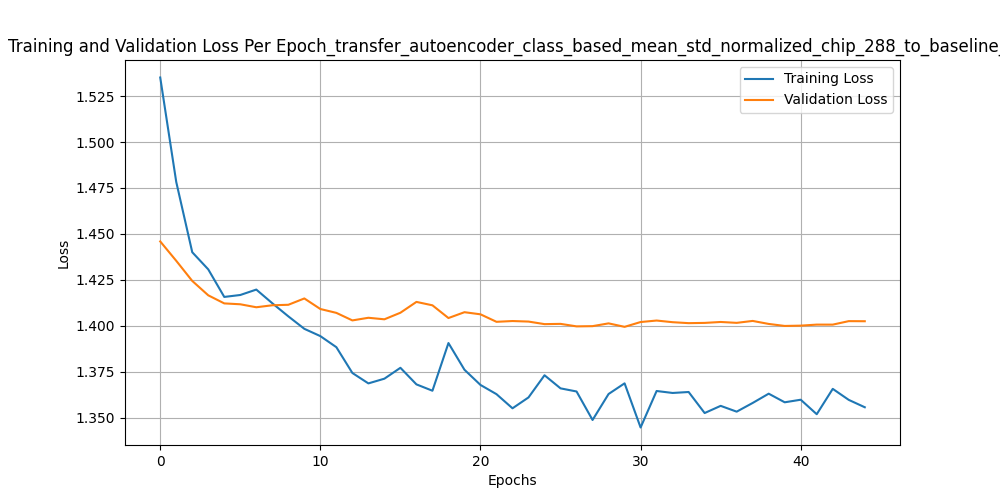 Training and Validation Loss Per Epoch_transfer_autoencoder_class_based_mean_std_normalized_chip_288_to_baseline_
Training Loss
Validation Loss
1.525
1.500
1.475
1.450
1.425
1.400
1.375
1.350
Loss
0 10 20 30 40
Epochs